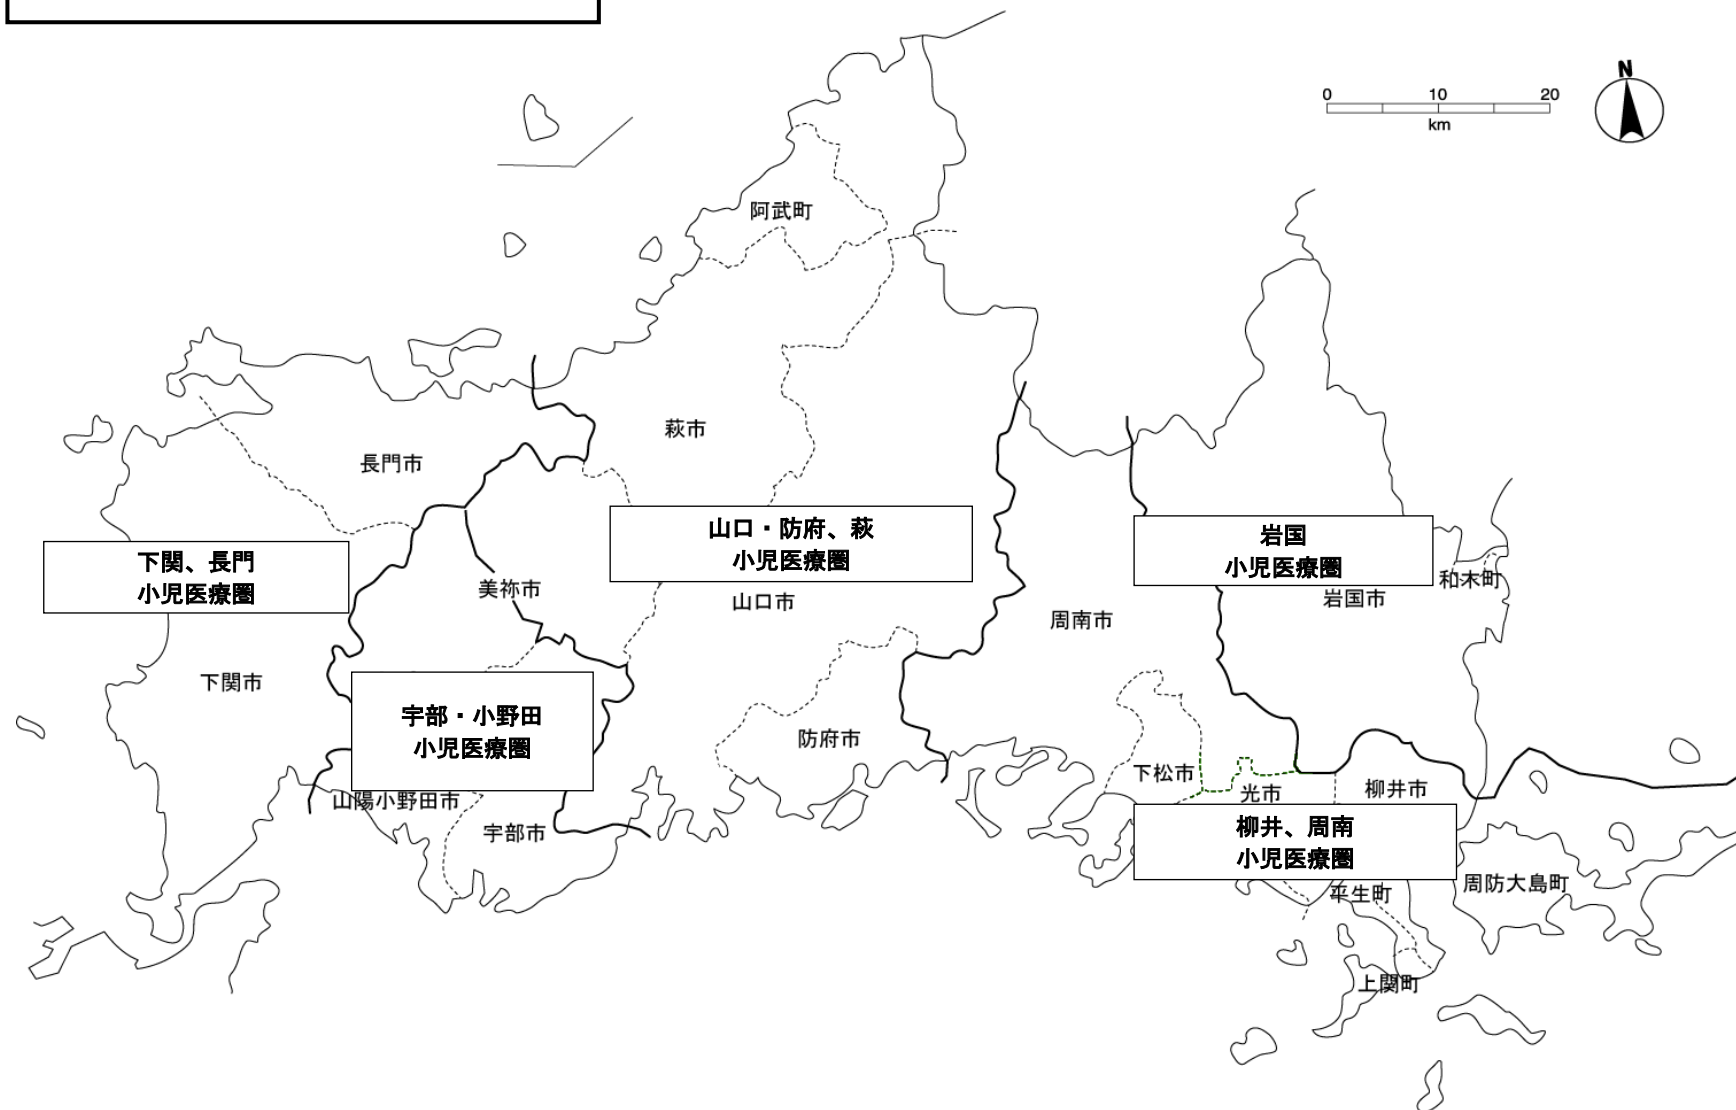 N
0 10 20
km
阿武町
萩市
長門市
山口・防府、萩
小児医療圏
岩国
小児医療圏
下関、長門
小児医療圏
和木町
美祢市
岩国市
山口市
周南市
下関市
宇部・小野田
小児医療圏
防府市
下松市
光市
柳井市
山陽小野田市
宇部市
柳井、周南
小児医療圏
周防大島町
平生町
上関町